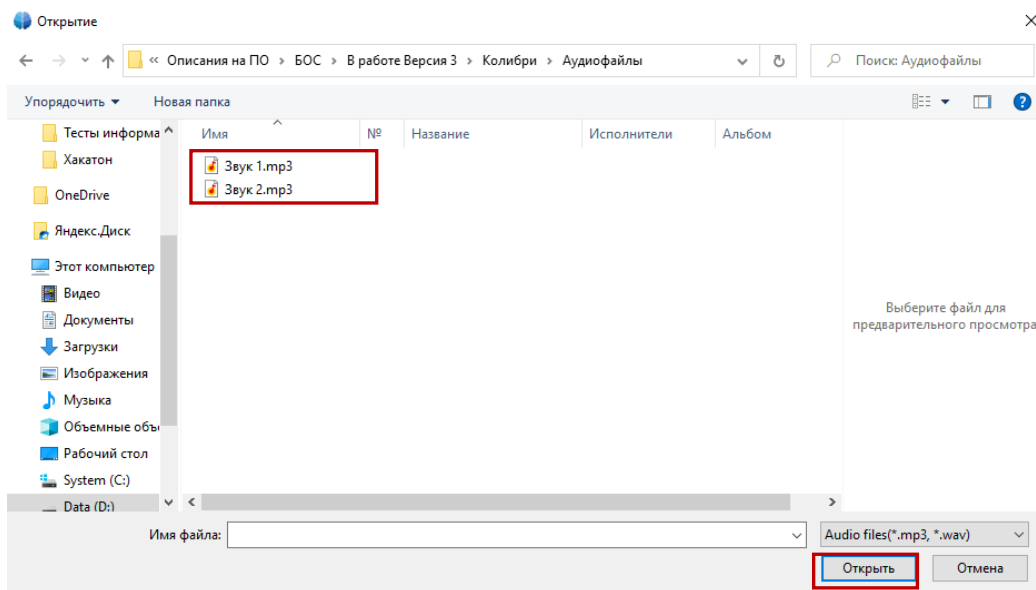 Открытие
« Описания на ПО › БОС › В работе Версия 3 › Колибри › Аудиофайлы
Поиск: Аудиофайлы
Упорядочить Новая папка
Имя № Название Исполнители Альбом
Тесты информа
Хакатон
OneDrive
Яндекс.Диск
Этот компьютер
Видео
Документы
Загрузки
Изображения
Музыка
Объемные объ
Рабочий стол
System (C:)
Data (D:)
Звук 1.mp3
Звук 2.mp3
Выберите файл для
предварительного просмотра
Имя файла:
Audio files(*.mp3, *.wav)
Открыть Отмена